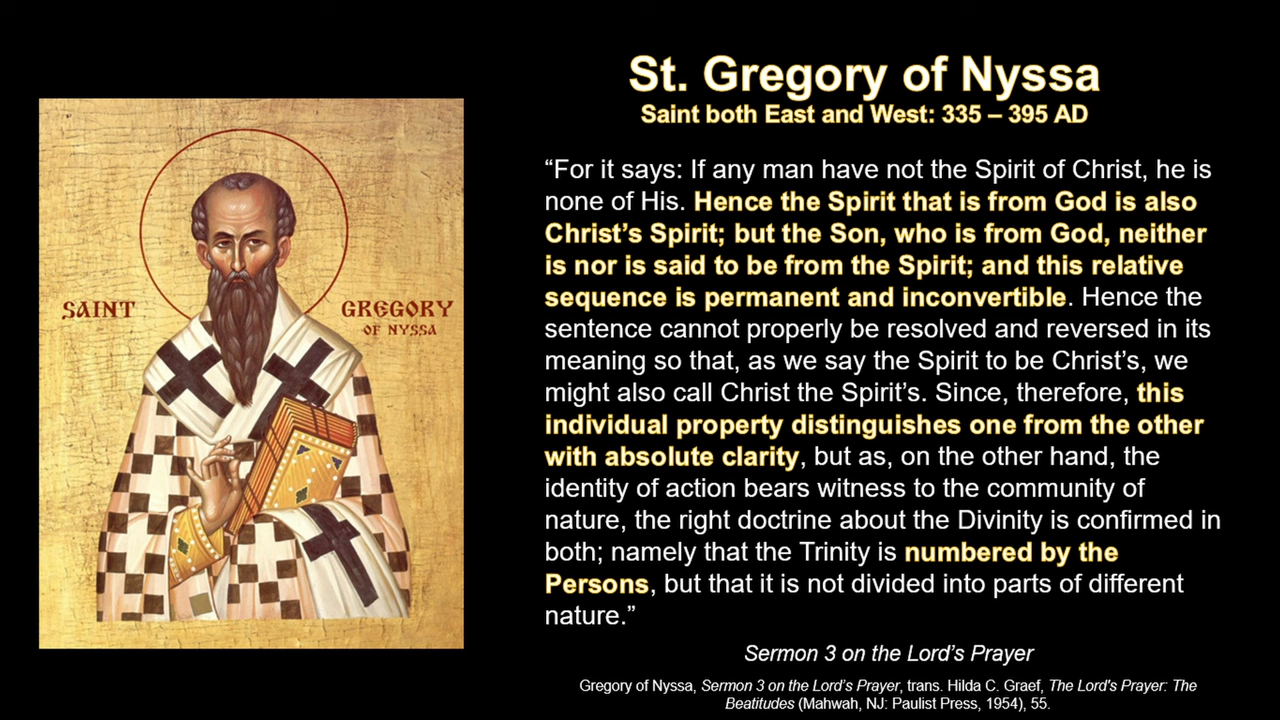 St. Gregory of Nyssa
Saint both East and West: 335 – 395 AD
SAINT
GREGORY
OF NYSSA
“For it says: If any man have not the Spirit of Christ, he is
none of His. Hence the Spirit that is from God is also
Christ’s Spirit; but the Son, who is from God, neither
is nor is said to be from the Spirit; and this relative
sequence is permanent and inconvertible. Hence the
sentence cannot properly be resolved and reversed in its
meaning so that, as we say the Spirit to be Christ’s, we
might also call Christ the Spirit’s. Since, therefore, this
individual property distinguishes one from the other
with absolute clarity, but as, on the other hand, the
identity of action bears witness to the community of
nature, the right doctrine about the Divinity is confirmed in
both; namely that the Trinity is numbered by the
Persons, but that it is not divided into parts of different
nature.”
Sermon 3 on the Lord’s Prayer
Gregory of Nyssa, Sermon 3 on the Lord’s Prayer, trans. Hilda C. Graef, The Lord's Prayer: The
Beatitudes (Mahwah, NJ: Paulist Press, 1954), 55.